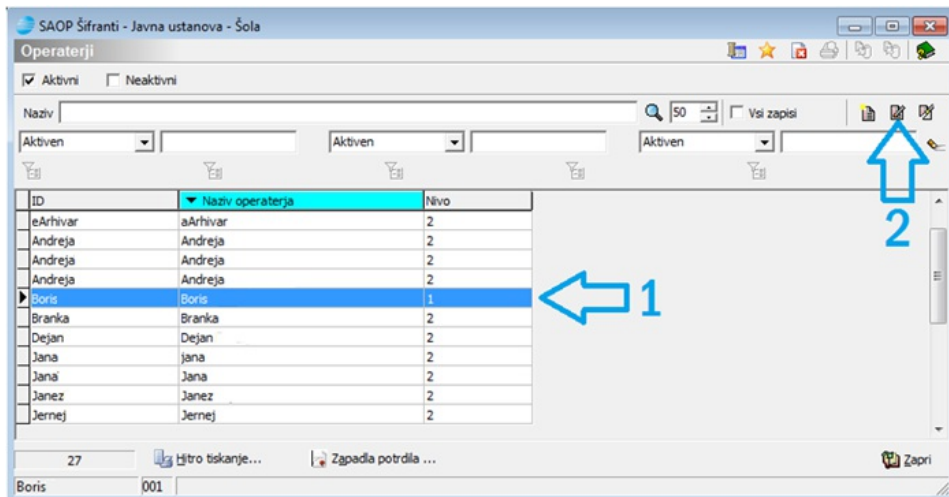 SAOP Šifranti - Javna ustanova - Šola
Operaterji
Aktivni Neaktivni
Naziv 50 Vsi zapisi
Aktiven Aktiven Aktiven
2
ID Naziv operaterja Nivo
eArhivar aArhivar 2
Andreja Andreja 2
Andreja Andreja 2
Andreja Andreja 2
Boris Boris 1
1
Branka Branka 2
Dejan Dejan 2
Jana jana 2
Jana Jana 2
Janez Janez 2
Jernej Jernej 2
27 Hitro tiskanje... Zapadla potrdila ... Zapri
Boris 001